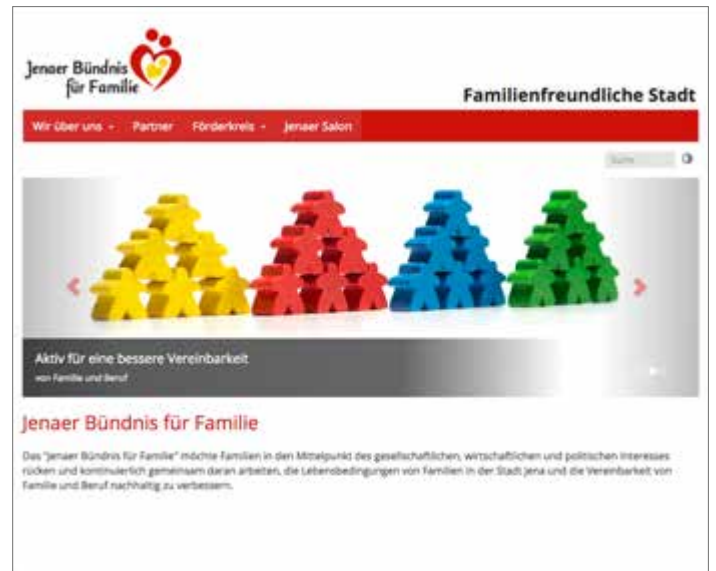 Jenaer Bündnis
für Familie
Familienfreundliche Stadt
Wir über uns Partner Förderkreis Jenaer Salon
Suche
Aktiv für eine bessere Vereinbarkeit
von Familie und Beruf
Jenaer Bündnis für Familie
Das "Jenaer Bündnis für Familie" möchte Familien in den Mittelpunkt des gesellschaftlichen, wirtschaftlichen und politischen Interesses
rücken und kontinuierlich gemeinsam daran arbeiten, die Lebensbedingungen von Familien in der Stadt Jena und die Vereinbarkeit von
Familie und Beruf nachhaltig zu verbessern.